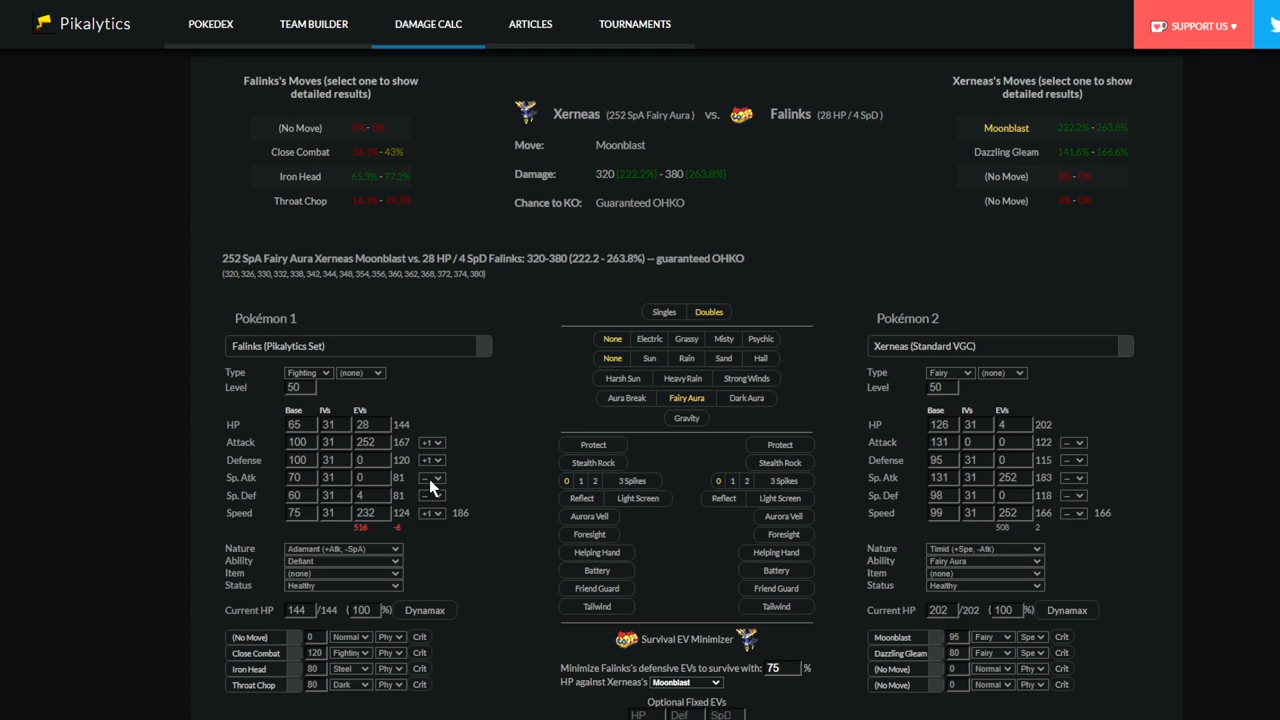 Pikalytics
POKEDEX TEAM BUILDER DAMAGE CALC ARTICLES TOURNAMENTS SUPPORT US ♥
Falinks's Moves (select one to show
detailed results)
(No Move) 0% - 0%
Close Combat - 43%
Iron Head 65.3% - 77.2%
Throat Chop
Xerneas (252 SpA Fairy Aura ) vs. Falinks (28 HP / 4 SpD )
Move: Moonblast
Damage: 320 (222.2%) - 380 (263.8%)
Chance to KO: Guaranteed OHKO
Xerneas's Moves (select one to show
detailed results)
Moonblast 222.2% - 263.8%
Dazzling Gleam 141.6% - 166.6%
(No Move) 0% - 0%
(No Move) 0% - 0%
252 SpA Fairy Aura Xerneas Moonblast vs. 28 HP / 4 SpD Falinks: 320-380 (222.2 - 263.8%) -- guaranteed OHKO
(320, 326, 330, 332, 338, 342, 344, 348, 354, 356, 360, 362, 368, 372, 374, 380)
Pokémon 1
Falinks (Pikalytics Set)
Type Fighting (none)
Level 50
Base IVs EVs
HP 65 31 28 144
Attack 100 31 252 167 +1
Defense 100 31 0 120 +1
Sp. Atk 70 31 0 81 --
Sp. Def 60 31 4 81 --
Speed 75 31 232 124 +1 186
516 -6
Nature Adamant (+Atk, -SpA)
Ability Defiant
Item (none)
Status Healthy
Current HP 144 /144 ( 100 %) Dynamax
(No Move) 0 Normal Phy Crit
Close Combat 120 Fighting Phy Crit
Iron Head 80 Steel Phy Crit
Throat Chop 80 Dark Phy Crit
Singles Doubles
None Electric Grassy Misty Psychic
None Sun Rain Sand Hail
Harsh Sun Heavy Rain Strong Winds
Aura Break Fairy Aura Dark Aura
Gravity
Protect Protect
Stealth Rock Stealth Rock
0 1 2 3 Spikes 0 1 2 3 Spikes
Reflect Light Screen Reflect Light Screen
Aurora Veil Aurora Veil
Foresight Foresight
Helping Hand Helping Hand
Battery Battery
Friend Guard Friend Guard
Tailwind Tailwind
Survival EV Minimizer
Minimize Falinks's defensive EVs to survive with: 75 %
HP against Xerneas's Moonblast
Optional Fixed EVs
HP Def SpD
Pokémon 2
Xerneas (Standard VGC)
Type Fairy (none)
Level 50
Base IVs EVs
HP 126 31 4 202
Attack 131 0 0 122 --
Defense 95 31 0 115 --
Sp. Atk 131 31 252 183 --
Sp. Def 98 31 0 118 --
Speed 99 31 252 166 -- 166
508 2
Nature Timid (+Spe, -Atk)
Ability Fairy Aura
Item (none)
Status Healthy
Current HP 202 /202 ( 100 %) Dynamax
Moonblast 95 Fairy Spe Crit
Dazzling Gleam 80 Fairy Spe Crit
(No Move) 0 Normal Phy Crit
(No Move) 0 Normal Phy Crit